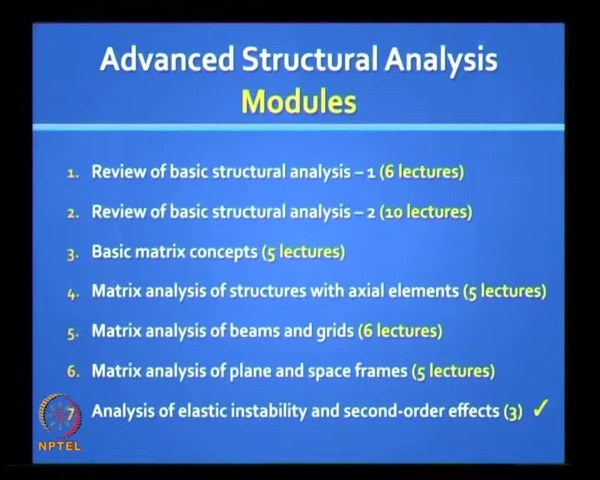 Advanced Structural Analysis
Modules
1. Review of basic structural analysis – 1 (6 lectures)
2. Review of basic structural analysis – 2 (10 lectures)
3. Basic matrix concepts (5 lectures)
4. Matrix analysis of structures with axial elements (5 lectures)
5. Matrix analysis of beams and grids (6 lectures)
6. Matrix analysis of plane and space frames (5 lectures)
7 Analysis of elastic instability and second-order effects (3) ✓
NPTEL